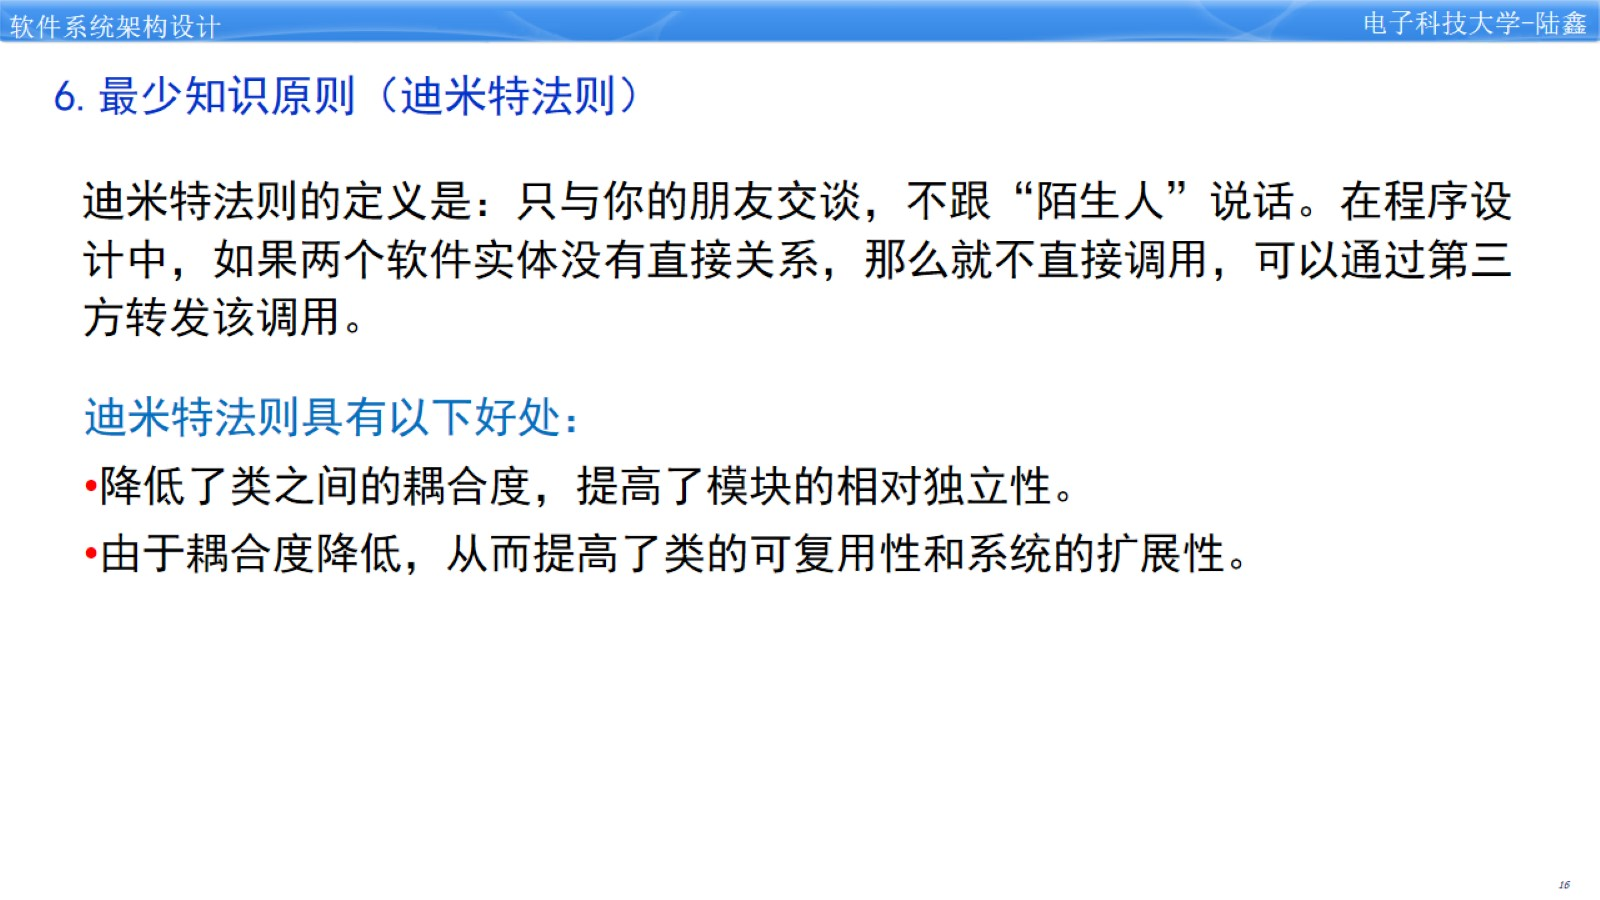 软件系统架构设计
电子科技大学-陆鑫
6. 最少知识原则（迪米特法则）
迪米特法则的定义是：只与你的朋友交谈，不跟“陌生人”说话。在程序设
计中，如果两个软件实体没有直接关系，那么就不直接调用，可以通过第三
方转发该调用。
迪米特法则具有以下好处：
•降低了类之间的耦合度，提高了模块的相对独立性。
•由于耦合度降低，从而提高了类的可复用性和系统的扩展性。
16